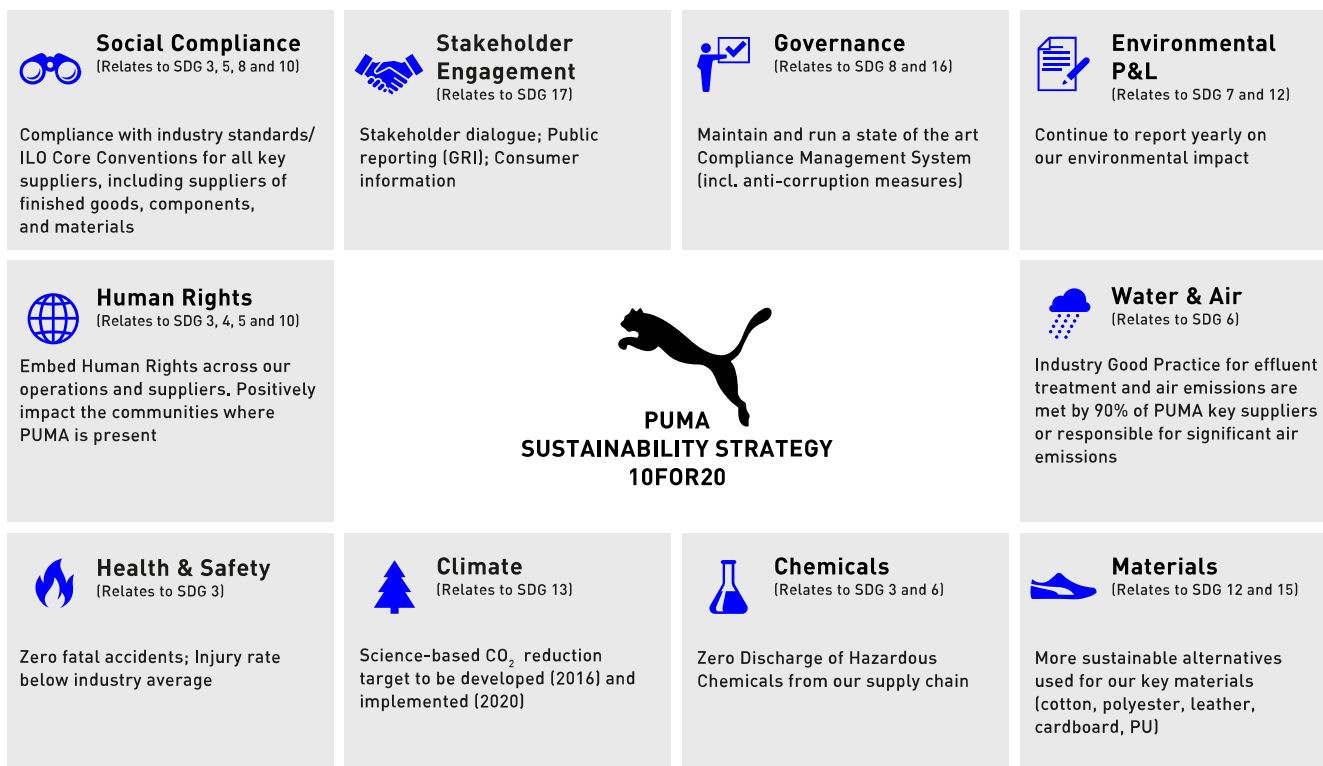 Social Compliance
(Relates to SDG 3, 5, 8 and 10)
Compliance with industry standards/
ILO Core Conventions for all key
suppliers, including suppliers of
finished goods, components,
and materials
Stakeholder
Engagement
(Relates to SDG 17)
Stakeholder dialogue; Public
reporting (GRI); Consumer
information
Governance
(Relates to SDG 8 and 16)
Maintain and run a state of the art
Compliance Management System
(incl. anti-corruption measures)
Environmental
P&L
(Relates to SDG 7 and 12)
Continue to report yearly on
our environmental impact
Human Rights
(Relates to SDG 3, 4, 5 and 10)
Embed Human Rights across our
operations and suppliers. Positively
impact the communities where
PUMA is present
PUMA
SUSTAINABILITY STRATEGY
10FOR20
Water & Air
(Relates to SDG 6)
Industry Good Practice for effluent
treatment and air emissions are
met by 90% of PUMA key suppliers
or responsible for significant air
emissions
Health & Safety
(Relates to SDG 3)
Zero fatal accidents; Injury rate
below industry average
Climate
(Relates to SDG 13)
Science-based CO₂ reduction
target to be developed (2016) and
implemented (2020)
Chemicals
(Relates to SDG 3 and 6)
Zero Discharge of Hazardous
Chemicals from our supply chain
Materials
(Relates to SDG 12 and 15)
More sustainable alternatives
used for our key materials
(cotton, polyester, leather,
cardboard, PU)